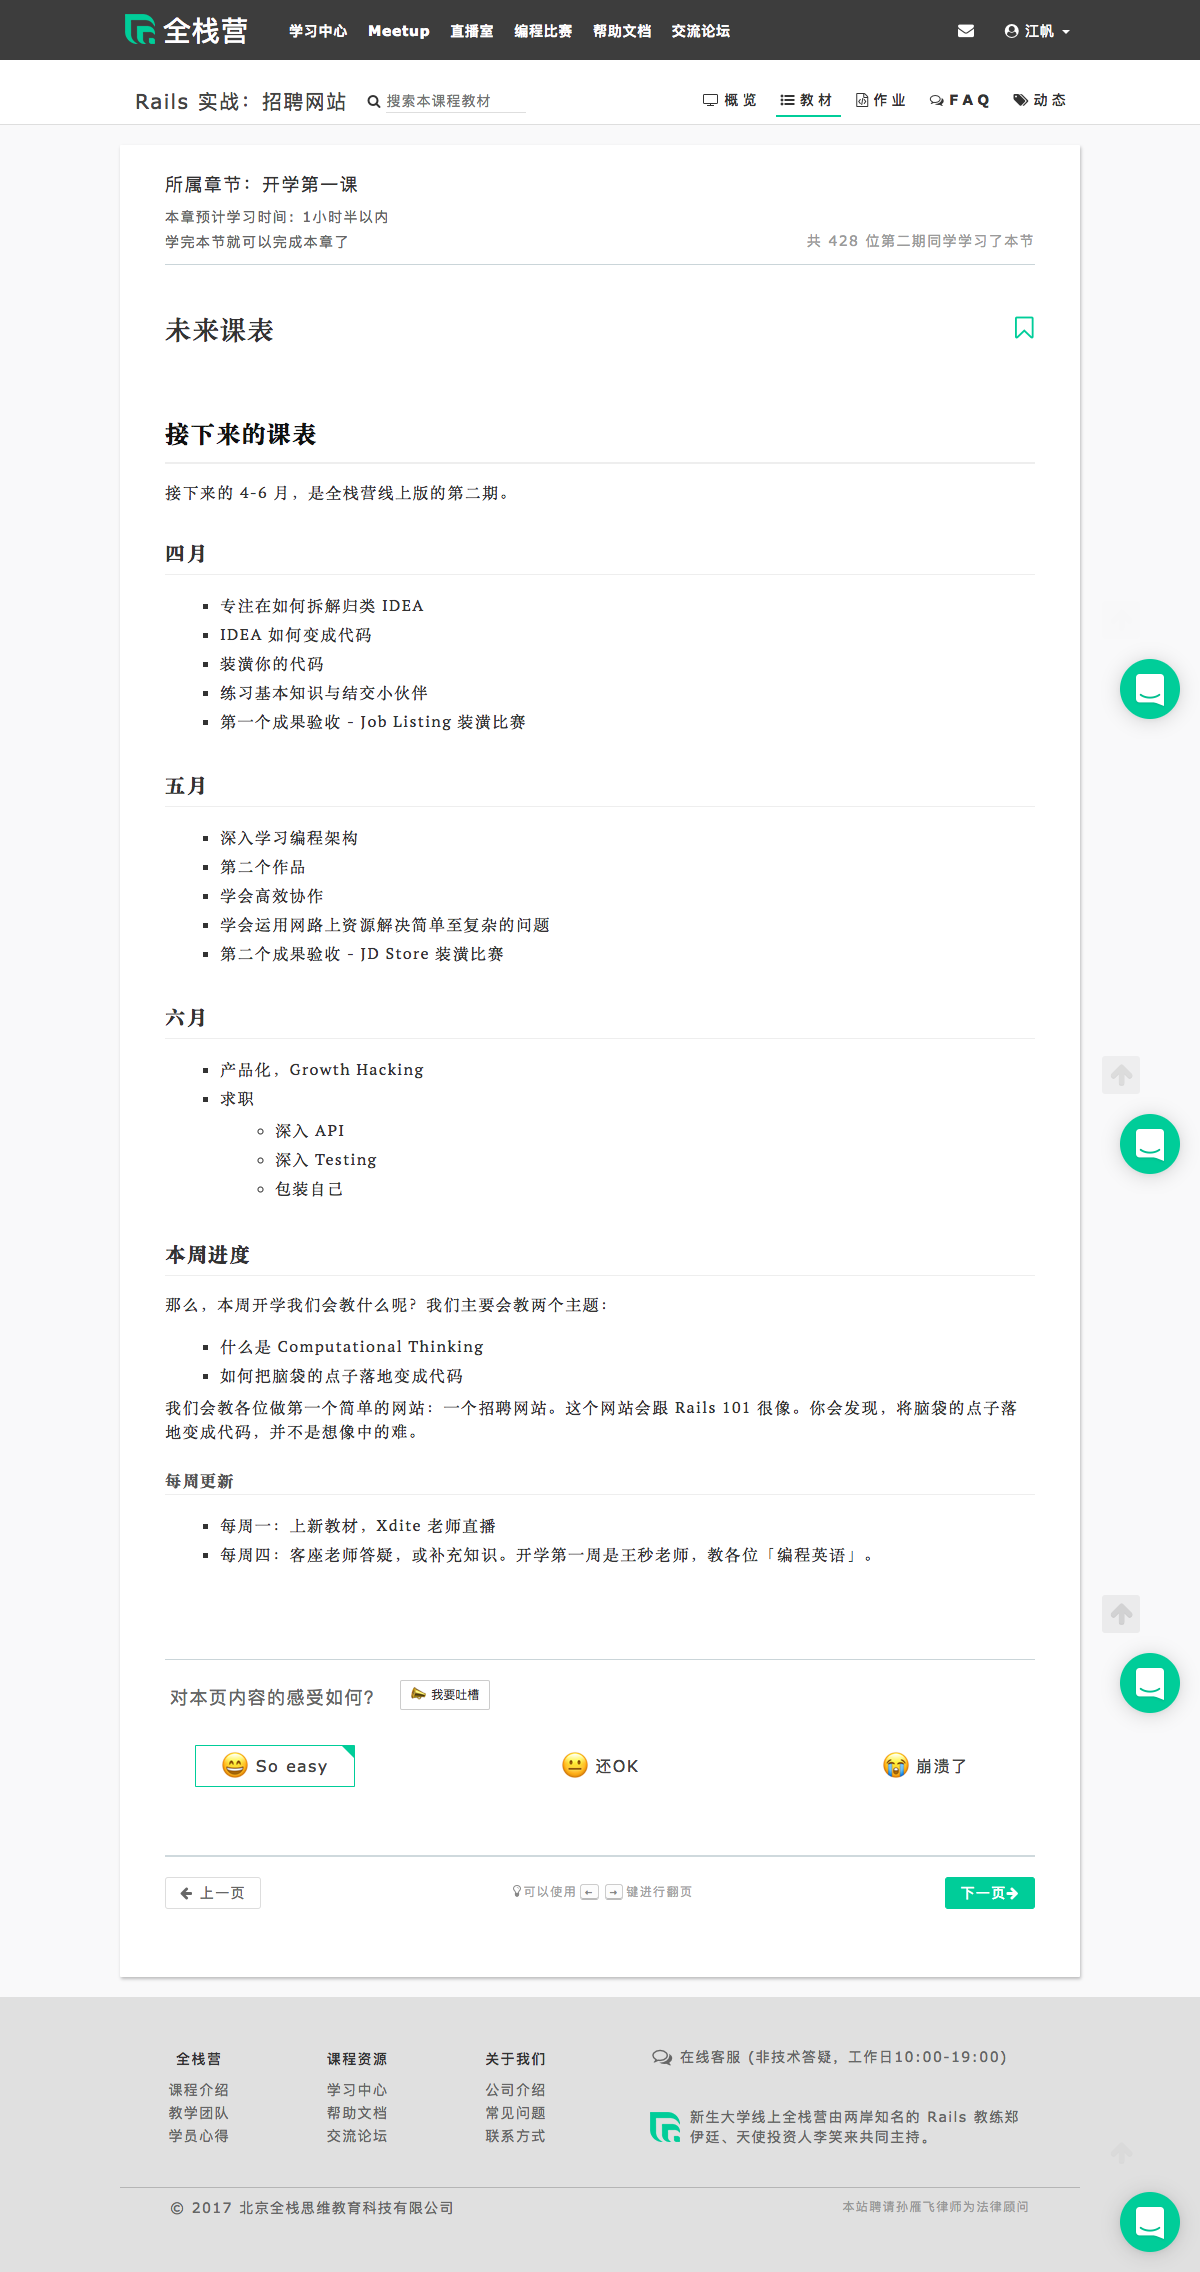 全栈营 学习中心 Meetup 直播室 编程比赛 帮助文档 交流论坛 江帆
Rails 实战：招聘网站 搜索本课程教材 概览 教材 作业 FAQ 动态
所属章节：开学第一课
本章预计学习时间：1小时半以内
学完本节就可以完成本章了
共 428 位第二期同学学习了本节
未来课表
接下来的课表
接下来的 4-6 月，是全栈营线上版的第二期。
四月
专注在如何拆解归类 IDEA
IDEA 如何变成代码
装潢你的代码
练习基本知识与结交小伙伴
第一个成果验收 - Job Listing 装潢比赛
五月
深入学习编程架构
第二个作品
学会高效协作
学会运用网路上资源解决简单至复杂的问题
第二个成果验收 - JD Store 装潢比赛
六月
产品化，Growth Hacking
求职
深入 API
深入 Testing
包装自己
本周进度
那么，本周开学我们会教什么呢？我们主要会教两个主题：
什么是 Computational Thinking
如何把脑袋的点子落地变成代码
我们会教各位做第一个简单的网站：一个招聘网站。这个网站会跟 Rails 101 很像。你会发现，将脑袋的点子落
地变成代码，并不是想像中的难。
每周更新
每周一：上新教材，Xdite 老师直播
每周四：客座老师答疑，或补充知识。开学第一周是王秒老师，教各位「编程英语」。
对本页内容的感受如何? 我要吐槽
So easy 还OK 崩溃了
上一页 可以使用 ← → 键进行翻页 下一页
全栈营 课程资源 关于我们 在线客服 (非技术答疑，工作日10:00-19:00)
课程介绍 学习中心 公司介绍
教学团队 帮助文档 常见问题
学员心得 交流论坛 联系方式
新生大学线上全栈营由两岸知名的 Rails 教练郑
伊廷、天使投资人李笑来共同主持。
© 2017 北京全栈思维教育科技有限公司 本站聘请孙雁飞律师为法律顾问